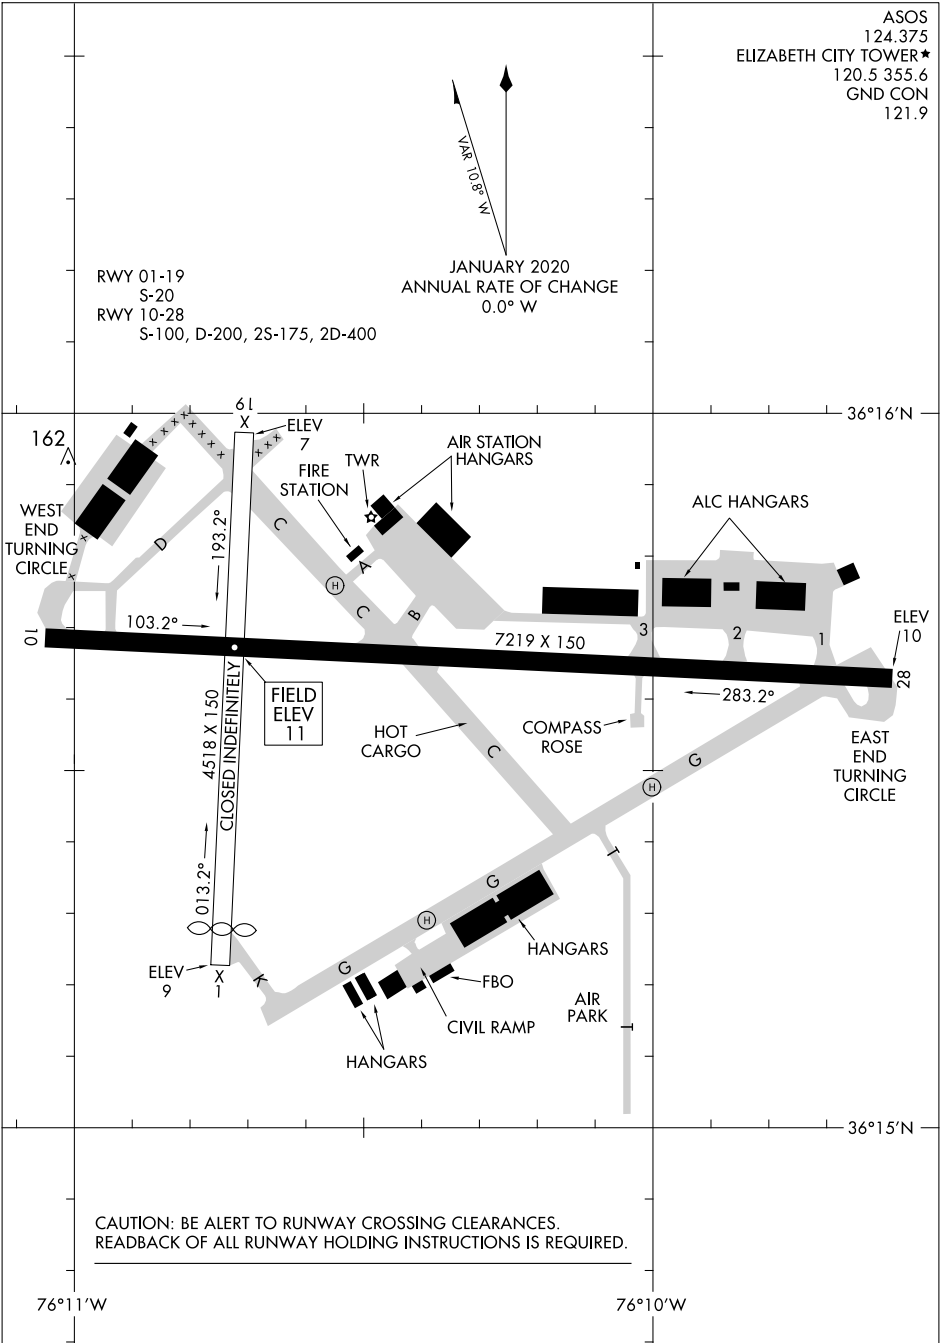 ASOS
124.375
ELIZABETH CITY TOWER★
120.5 355.6
GND CON
121.9
VAR 10.8° W
JANUARY 2020
ANNUAL RATE OF CHANGE
0.0° W
RWY 01-19
S-20
RWY 10-28
S-100, D-200, 2S-175, 2D-400
36°16'N
19
X
ELEV
7
162
WEST
END
TURNING
CIRCLE
FIRE
STATION
TWR
AIR STATION
HANGARS
ALC HANGARS
D
193.2°
C
A
H
C
B
3
2
1
ELEV
10
10
103.2°
7219 X 150
28
283.2°
4518 X 150
CLOSED INDEFINITELY
FIELD
ELEV
11
HOT
CARGO
C
COMPASS
ROSE
G
H
EAST
END
TURNING
CIRCLE
013.2°
T
G
H
HANGARS
ELEV
9
X
1
K
G
FBO
CIVIL RAMP
HANGARS
AIR
PARK
T
36°15'N
CAUTION: BE ALERT TO RUNWAY CROSSING CLEARANCES.
READBACK OF ALL RUNWAY HOLDING INSTRUCTIONS IS REQUIRED.
76°11'W
76°10'W